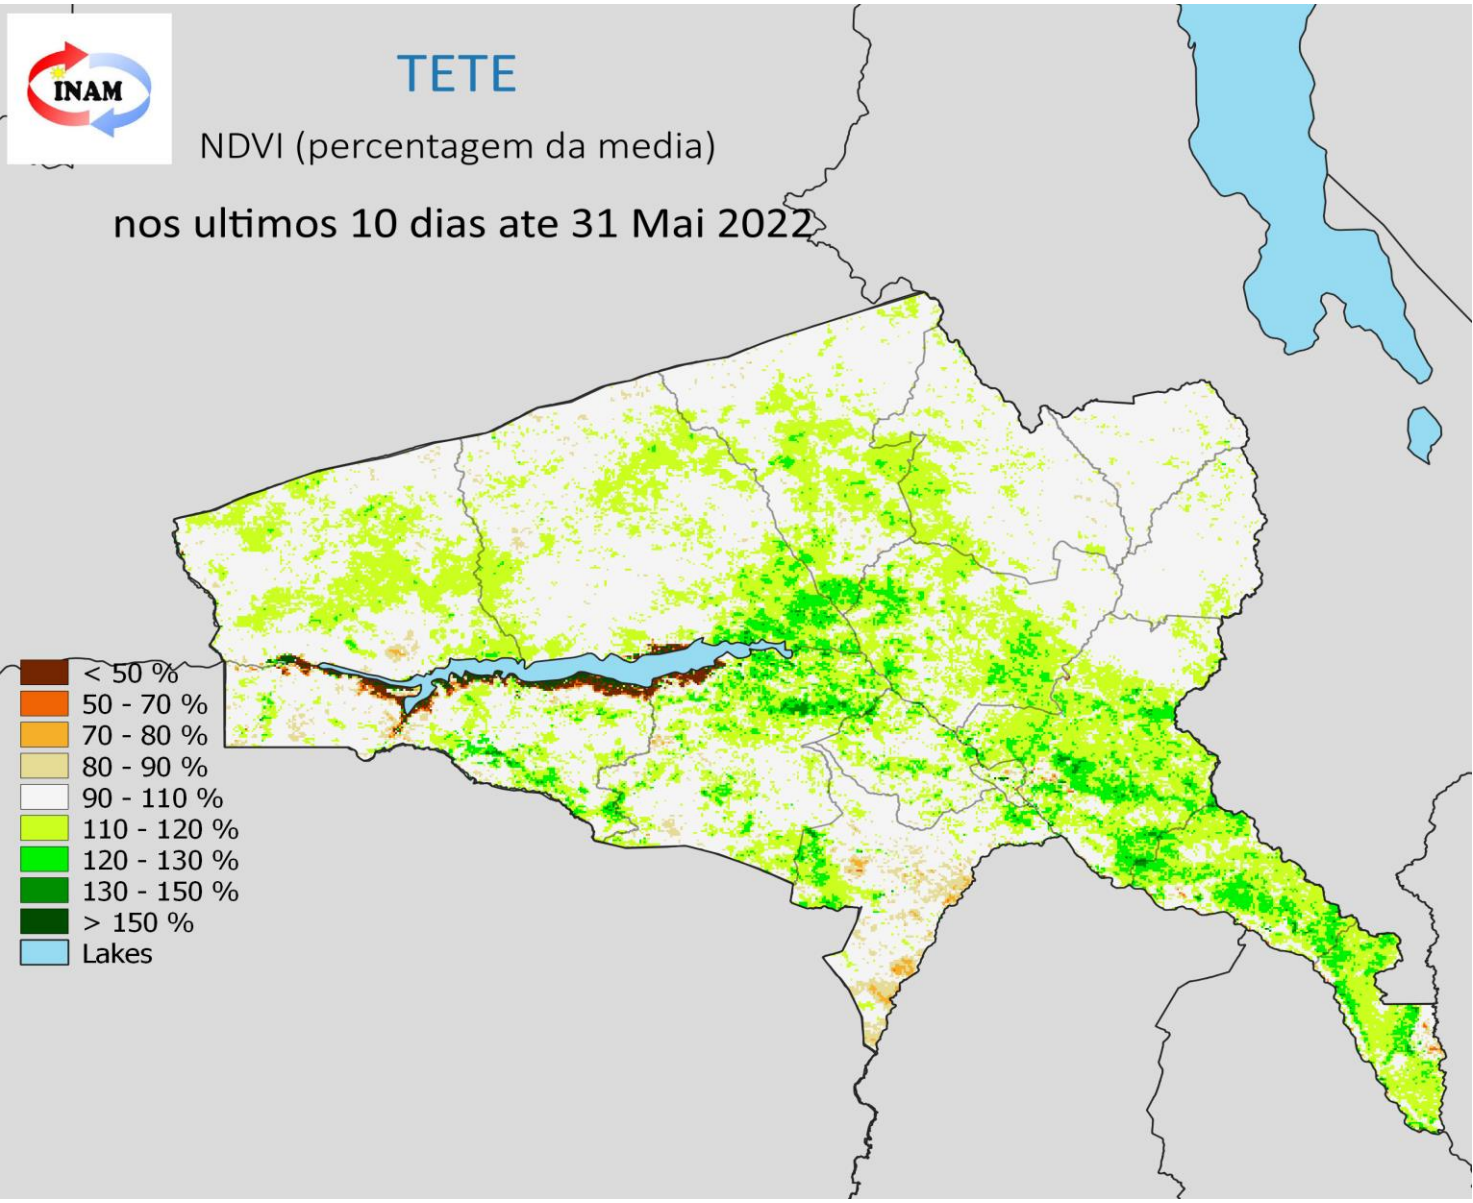 INAM
TETE
NDVI (percentagem da media)
nos ultimos 10 dias ate 31 Mai 2022
< 50 %
50 - 70 %
70 - 80 %
80 - 90 %
90 - 110 %
110 - 120 %
120 - 130 %
130 - 150 %
> 150 %
Lakes